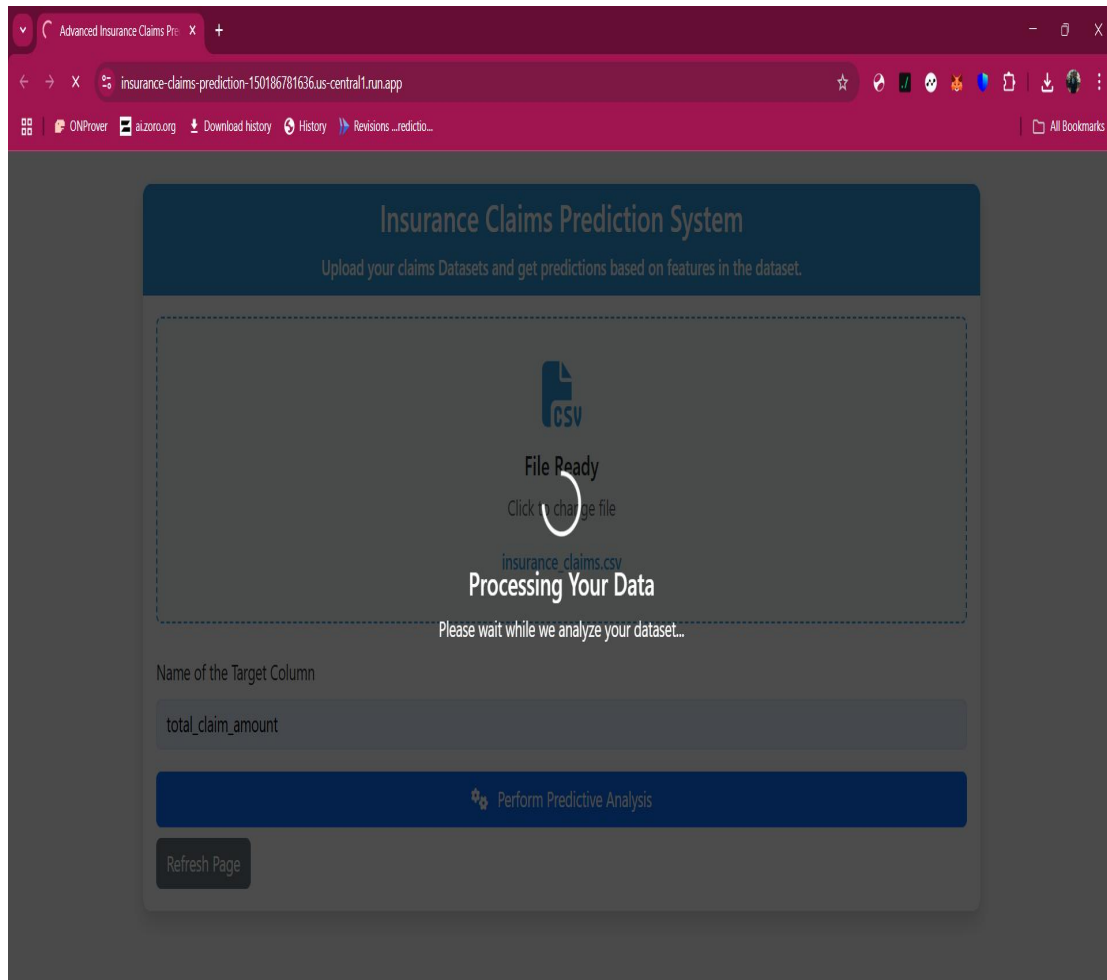 Advanced Insurance Claims Pre
insurance-claims-prediction-150186781636.us-central1.run.app
ONProver ai.zoro.org Download history History Revisions ...redictio... All Bookmarks
Insurance Claims Prediction System
Upload your claims Datasets and get predictions based on features in the dataset.
CSV
File Ready
Click to change file
insurance_claims.csv
Processing Your Data
Please wait while we analyze your dataset...
Name of the Target Column
total_claim_amount
Perform Predictive Analysis
Refresh Page